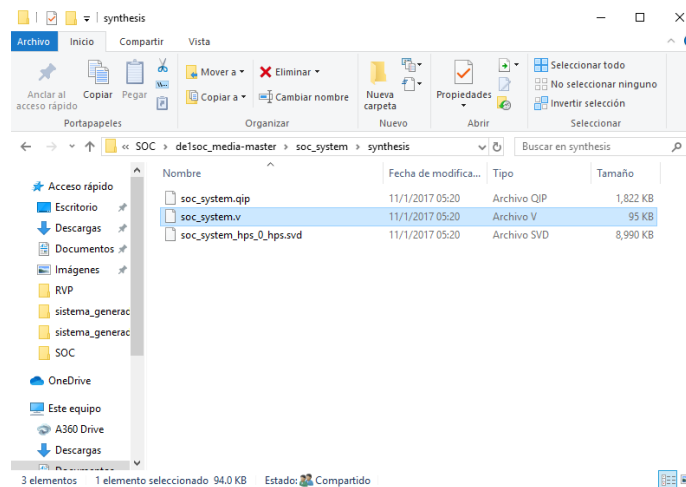 synthesis
Archivo Inicio Compartir Vista
Anclar al acceso rápido
Copiar
Pegar
Mover a
Copiar a
Eliminar
Cambiar nombre
Nueva carpeta
Propiedades
Seleccionar todo
No seleccionar ninguno
Invertir selección
Portapapeles Organizar Nuevo Abrir Seleccionar
« SOC > de1soc_media-master > soc_system > synthesis
Buscar en synthesis
Nombre Fecha de modifica... Tipo Tamaño
soc_system.qip 11/1/2017 05:20 Archivo QIP 1,822 KB
soc_system.v 11/1/2017 05:20 Archivo V 95 KB
soc_system_hps_0_hps.svd 11/1/2017 05:20 Archivo SVD 8,990 KB
Acceso rápido
Escritorio
Descargas
Documentos
Imágenes
RVP
sistema_generac
sistema_generac
SOC
OneDrive
Este equipo
A360 Drive
Descargas
3 elementos 1 elemento seleccionado 94.0 KB Estado: Compartido